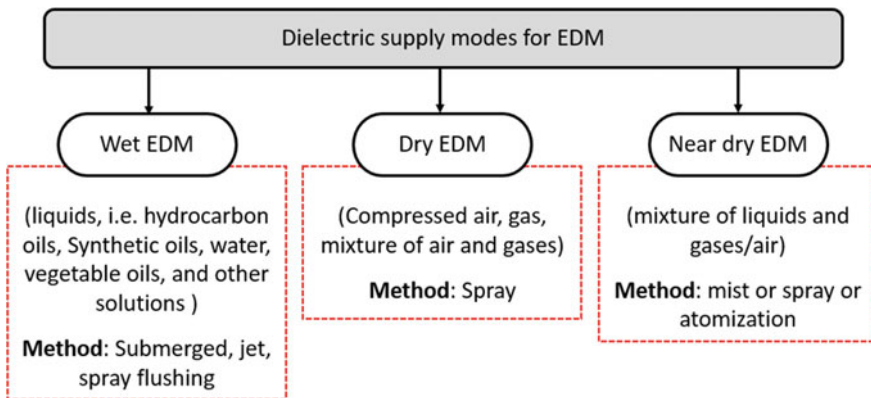 Dielectric supply modes for EDM
Wet EDM
(liquids, i.e. hydrocarbon
oils, Synthetic oils, water,
vegetable oils, and other
solutions )
Method: Submerged, jet,
spray flushing
Dry EDM
(Compressed air, gas,
mixture of air and gases)
Method: Spray
Near dry EDM
(mixture of liquids and
gases/air)
Method: mist or spray or
atomization